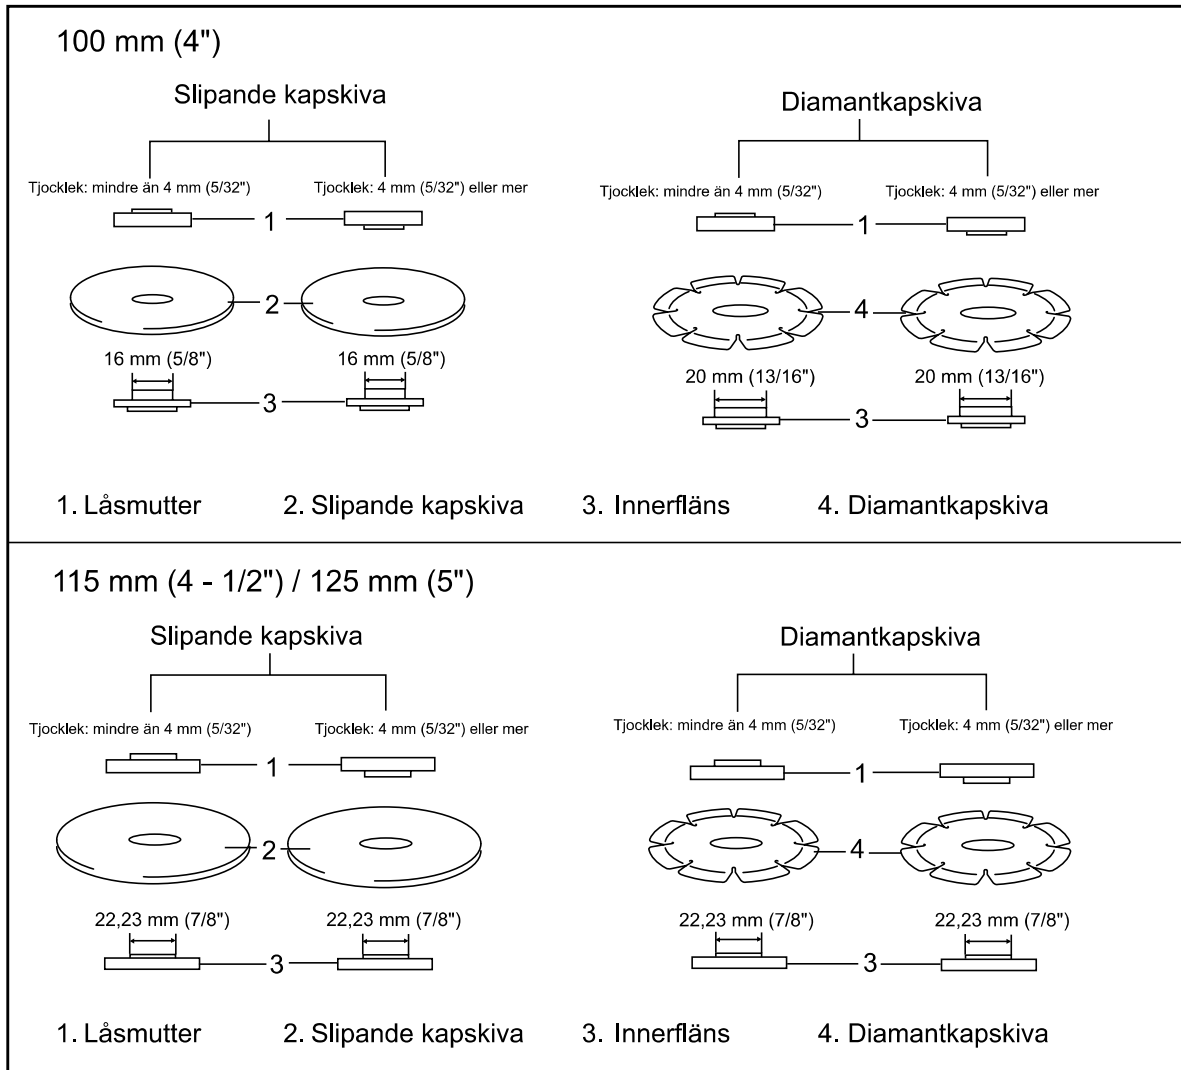 100 mm (4")
Slipande kapskiva
Diamantkapskiva
Tjocklek: mindre än 4 mm (5/32")
Tjocklek: 4 mm (5/32") eller mer
Tjocklek: mindre än 4 mm (5/32")
Tjocklek: 4 mm (5/32") eller mer
1
1
2
4
16 mm (5/8")
16 mm (5/8")
20 mm (13/16")
20 mm (13/16")
3
3
1. Låsmutter
2. Slipande kapskiva
3. Innerfläns
4. Diamantkapskiva
115 mm (4 - 1/2") / 125 mm (5")
Slipande kapskiva
Diamantkapskiva
Tjocklek: mindre än 4 mm (5/32")
Tjocklek: 4 mm (5/32") eller mer
Tjocklek: mindre än 4 mm (5/32")
Tjocklek: 4 mm (5/32") eller mer
1
1
2
4
22,23 mm (7/8")
22,23 mm (7/8")
22,23 mm (7/8")
22,23 mm (7/8")
3
3
1. Låsmutter
2. Slipande kapskiva
3. Innerfläns
4. Diamantkapskiva